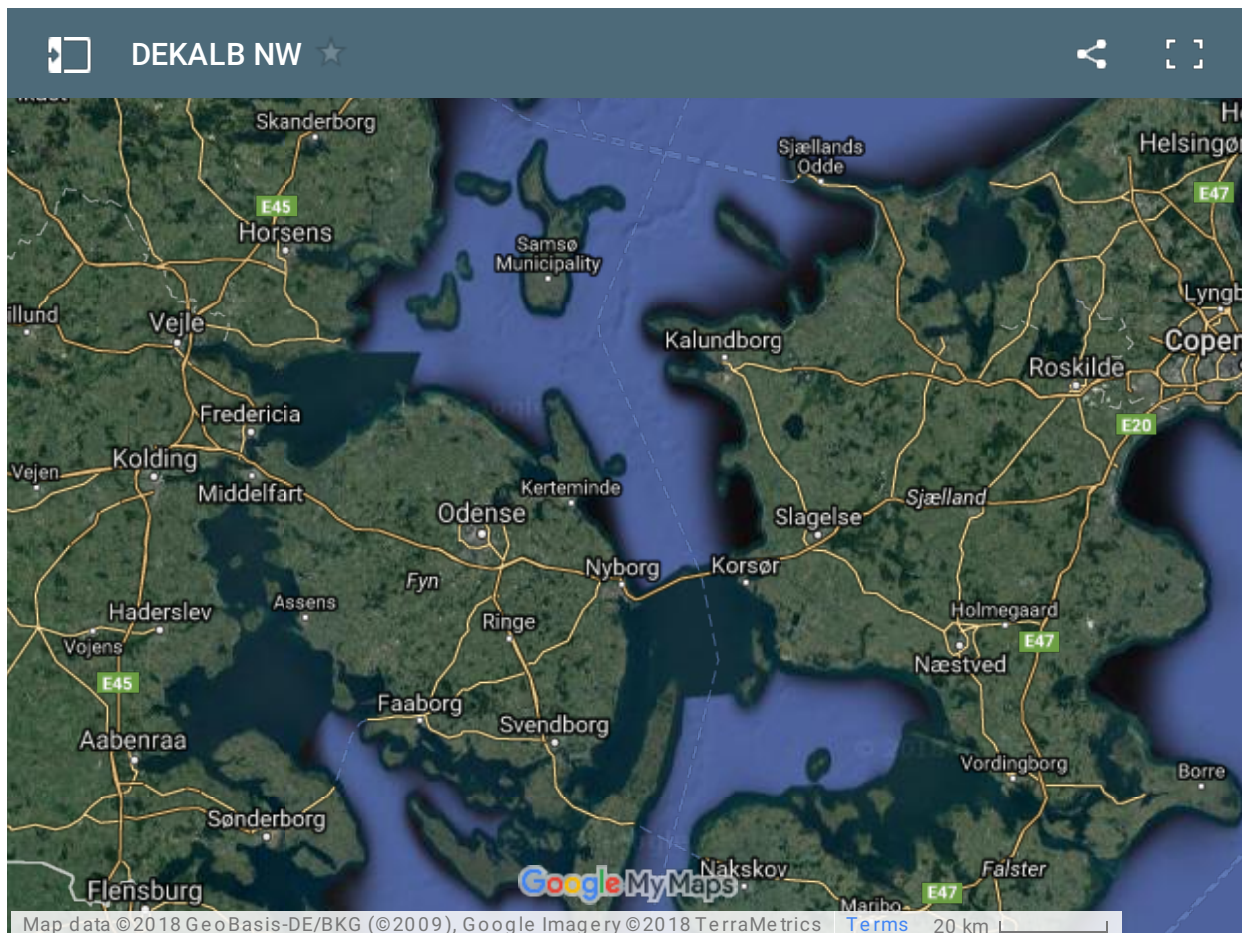 DEKALB NW
Skanderborg
Sjællands
Odde
Helsingør
E45
E47
Horsens
Samsø
Municipality
Vejle
Kalundborg
Roskilde
Fredericia
E20
Kolding
Vejen
Middelfart
Kerteminde
Sjælland
Odense
Slagelse
Nyborg
Korsør
Fyn
Assens
Haderslev
Holmegaard
Ringe
Vojens
E47
Næstved
E45
Faaborg
Svendborg
Aabenraa
Vordingborg
Borre
Sønderborg
Nakskov
Falster
Google My Maps
Flensburg
E47
Maribo
Map data ©2018 GeoBasis-DE/BKG (©2009), Google Imagery ©2018 TerraMetrics Terms 20 km